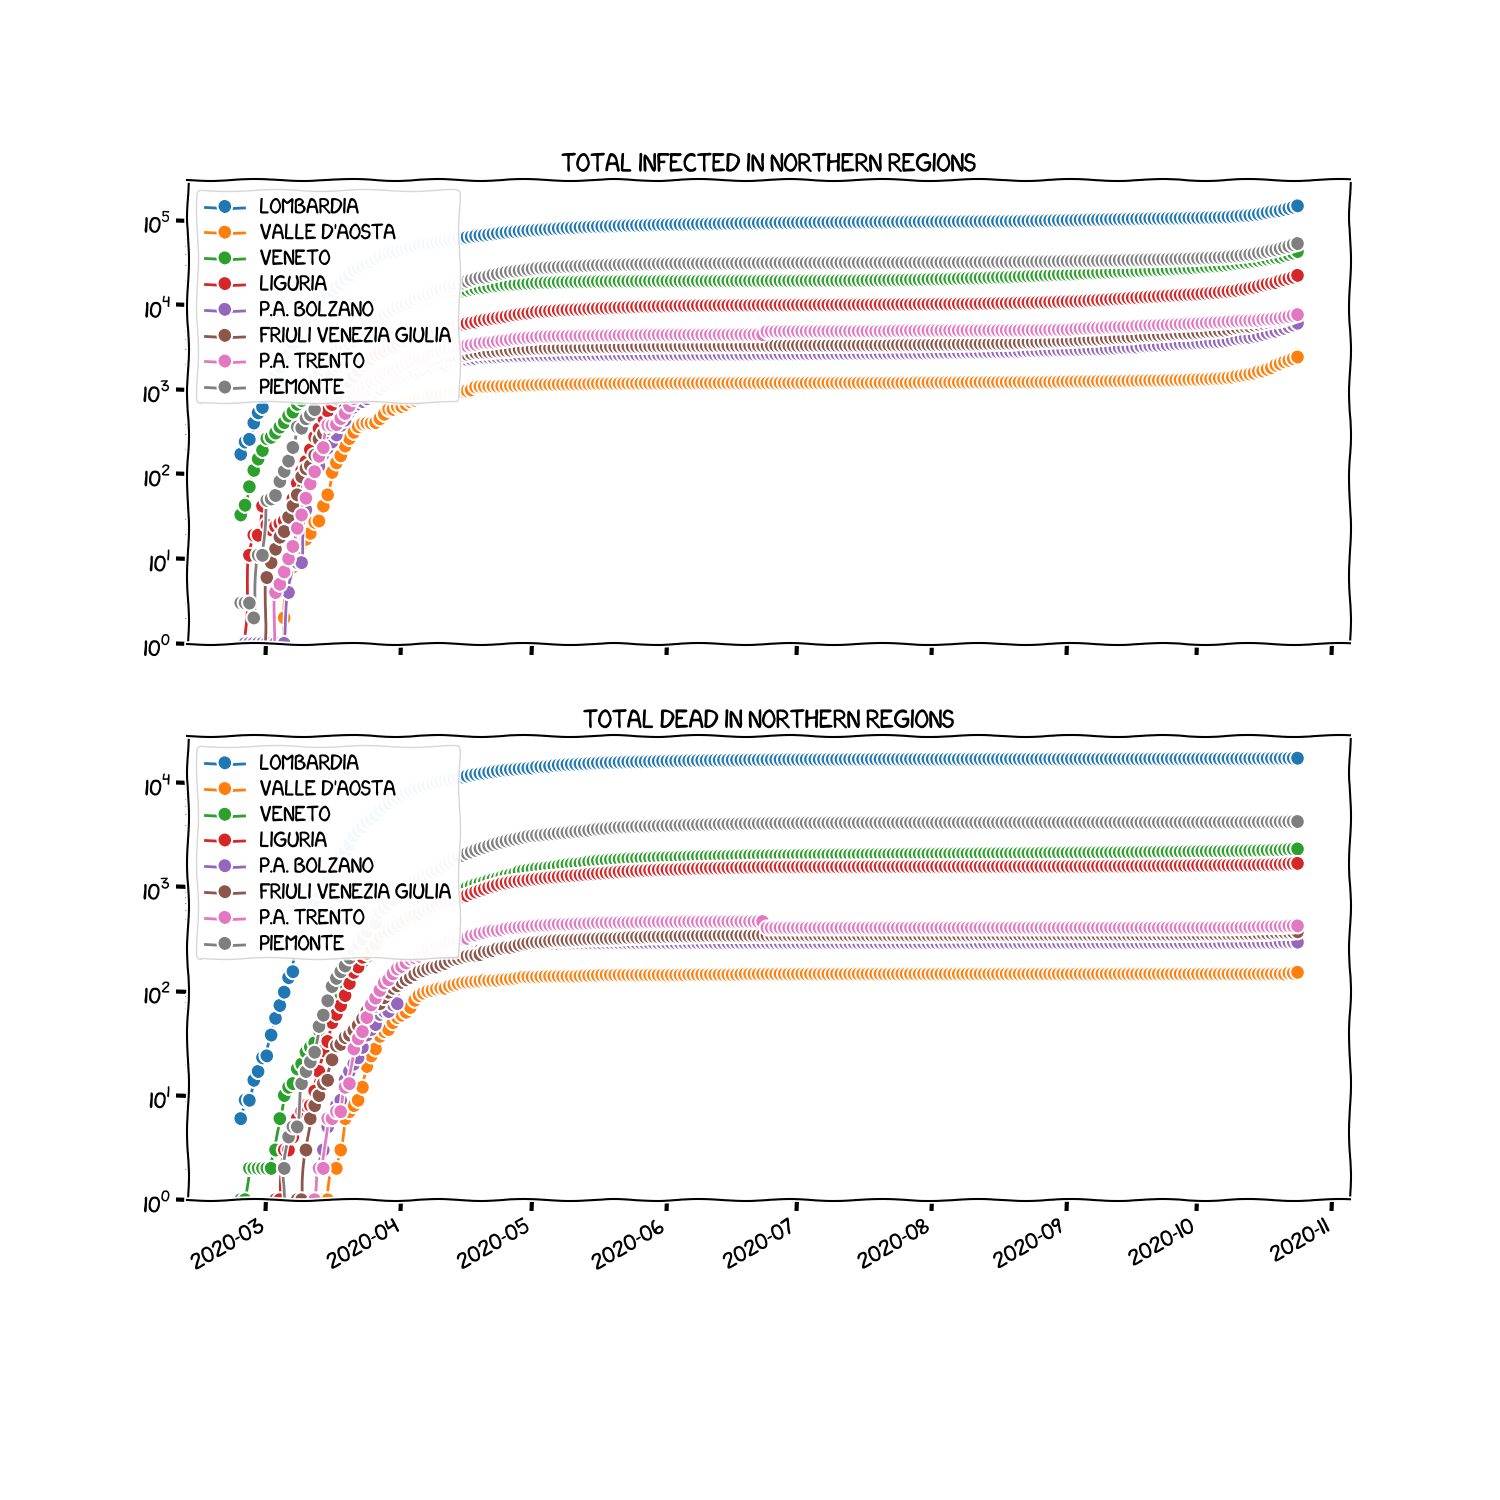 TOTAL INFECTED IN NORTHERN REGIONS
LOMBARDIA
VALLE D'AOSTA
VENETO
LIGURIA
P.A. BOLZANO
FRIULI VENEZIA GIULIA
P.A. TRENTO
PIEMONTE
10⁵
10⁴
10³
10²
10¹
10⁰
TOTAL DEAD IN NORTHERN REGIONS
LOMBARDIA
VALLE D'AOSTA
VENETO
LIGURIA
P.A. BOLZANO
FRIULI VENEZIA GIULIA
P.A. TRENTO
PIEMONTE
10⁴
10³
10²
10¹
10⁰
2020-03 2020-04 2020-05 2020-06 2020-07 2020-08 2020-09 2020-10 2020-11